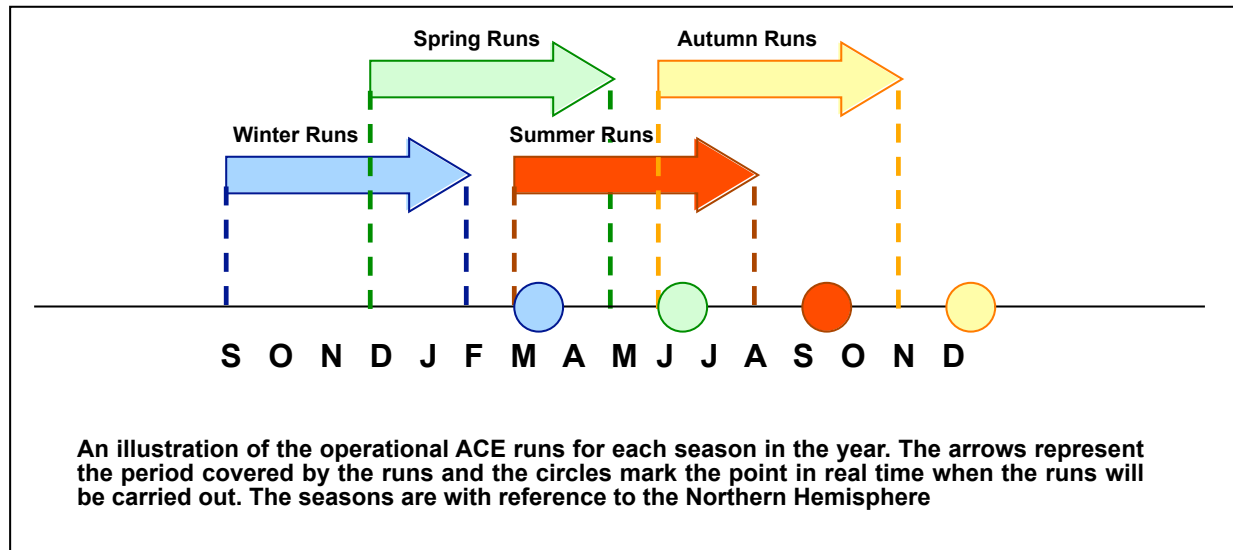 Spring Runs Autumn Runs
Winter Runs Summer Runs
S O N D J F M A M J J A S O N D
An illustration of the operational ACE runs for each season in the year. The arrows represent
the period covered by the runs and the circles mark the point in real time when the runs will
be carried out. The seasons are with reference to the Northern Hemisphere